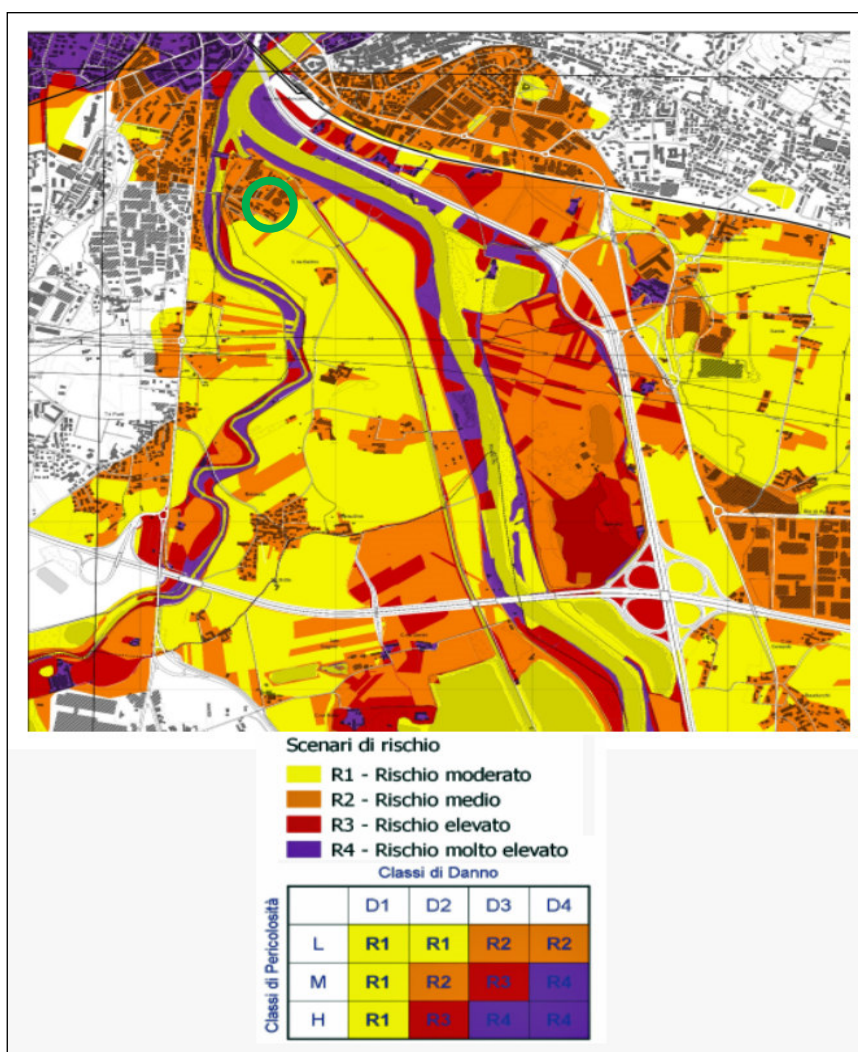 Scenari di rischio
R1 - Rischio moderato
R2 - Rischio medio
R3 - Rischio elevato
R4 - Rischio molto elevato
Classi di Danno
Classi di Pericolosità
D1 D2 D3 D4
L R1 R1 R2 R2
M R1 R2 R3 R4
H R1 R3 R4 R4